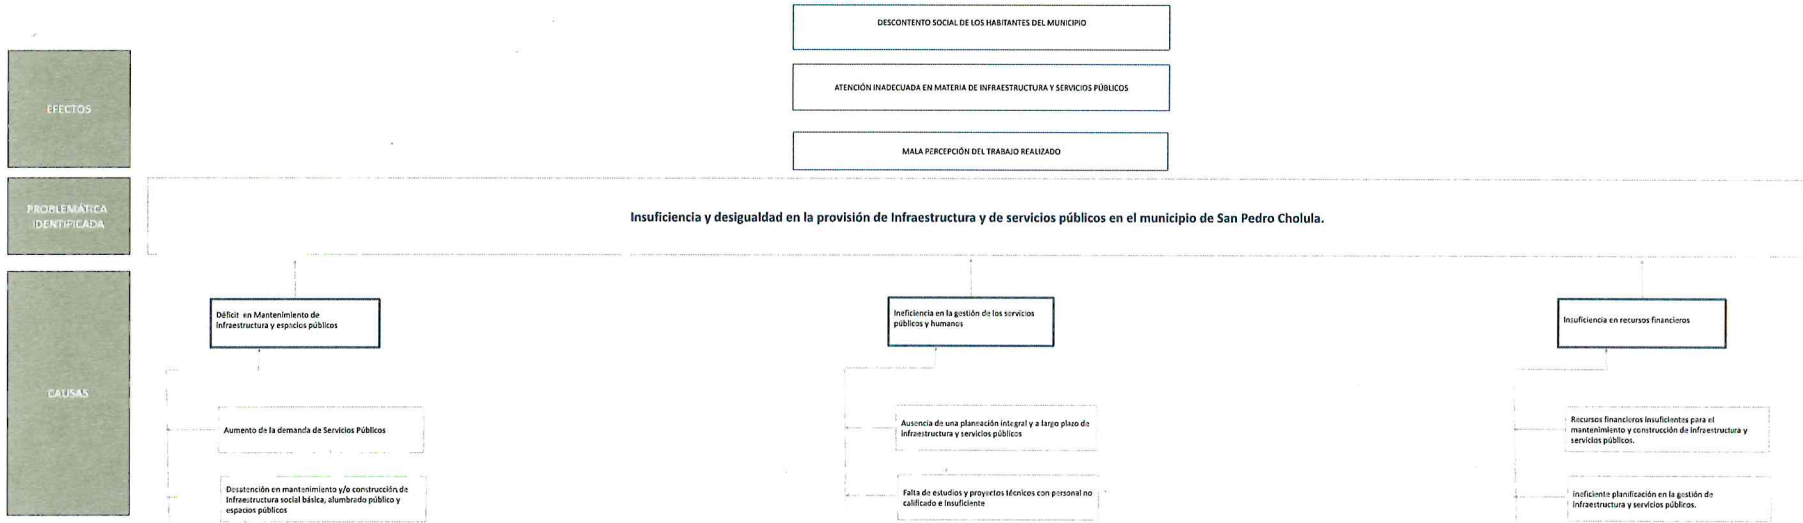 DESCONTENTO SOCIAL DE LOS HABITANTES DEL MUNICIPIO
EFECTOS
ATENCIÓN INADECUADA EN MATERIA DE INFRAESTRUCTURA Y SERVICIOS PÚBLICOS
MALA PERCEPCIÓN DEL TRABAJO REALIZADO
PROBLEMÁTICA
IDENTIFICADA
Insuficiencia y desigualdad en la provisión de Infraestructura y de servicios públicos en el municipio de San Pedro Cholula.
CAUSAS
Déficit en Mantenimiento de
Infraestructura y espacios públicos
Aumento de la demanda de Servicios Públicos
Desatención en mantenimiento y/o construcción de
Infraestructura social básica, alumbrado público y
espacios públicos
Ineficiencia en la gestión de los servicios
públicos y humanos
Ausencia de una planeación integral y a largo plazo de
infraestructura y servicios públicos
Falta de estudios y proyectos técnicos con personal no
calificado e Insuficiente
Insuficiencia en recursos financieros
Recursos financieros insuficientes para el
mantenimiento y construcción de infraestructura y
servicios públicos.
Ineficiente planificación en la gestión de
Infraestructura y servicios públicos.